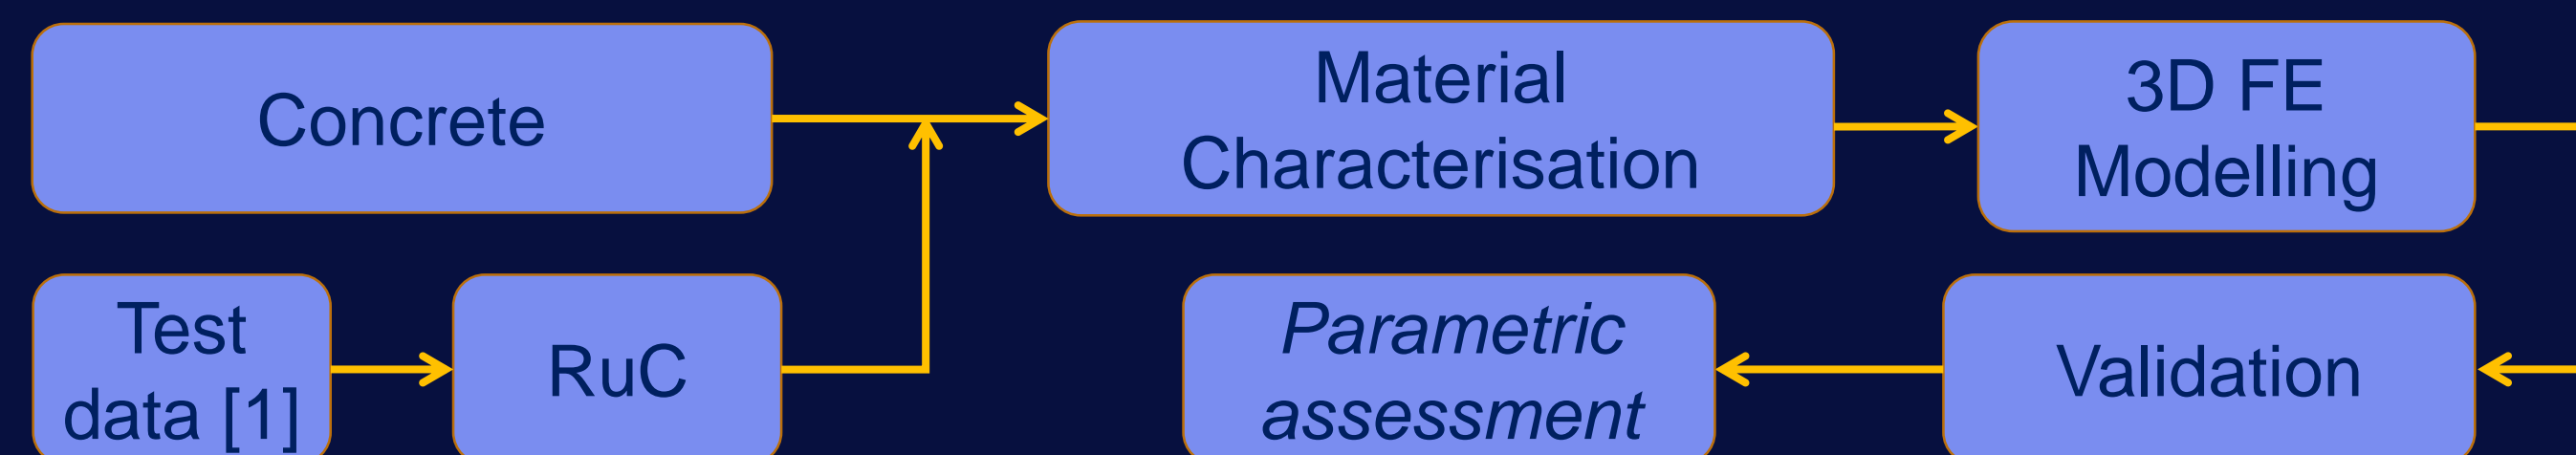 Concrete
Material
Characterisation
3D FE
Modelling
Test
data [1]
RuC
Parametric
assessment
Validation